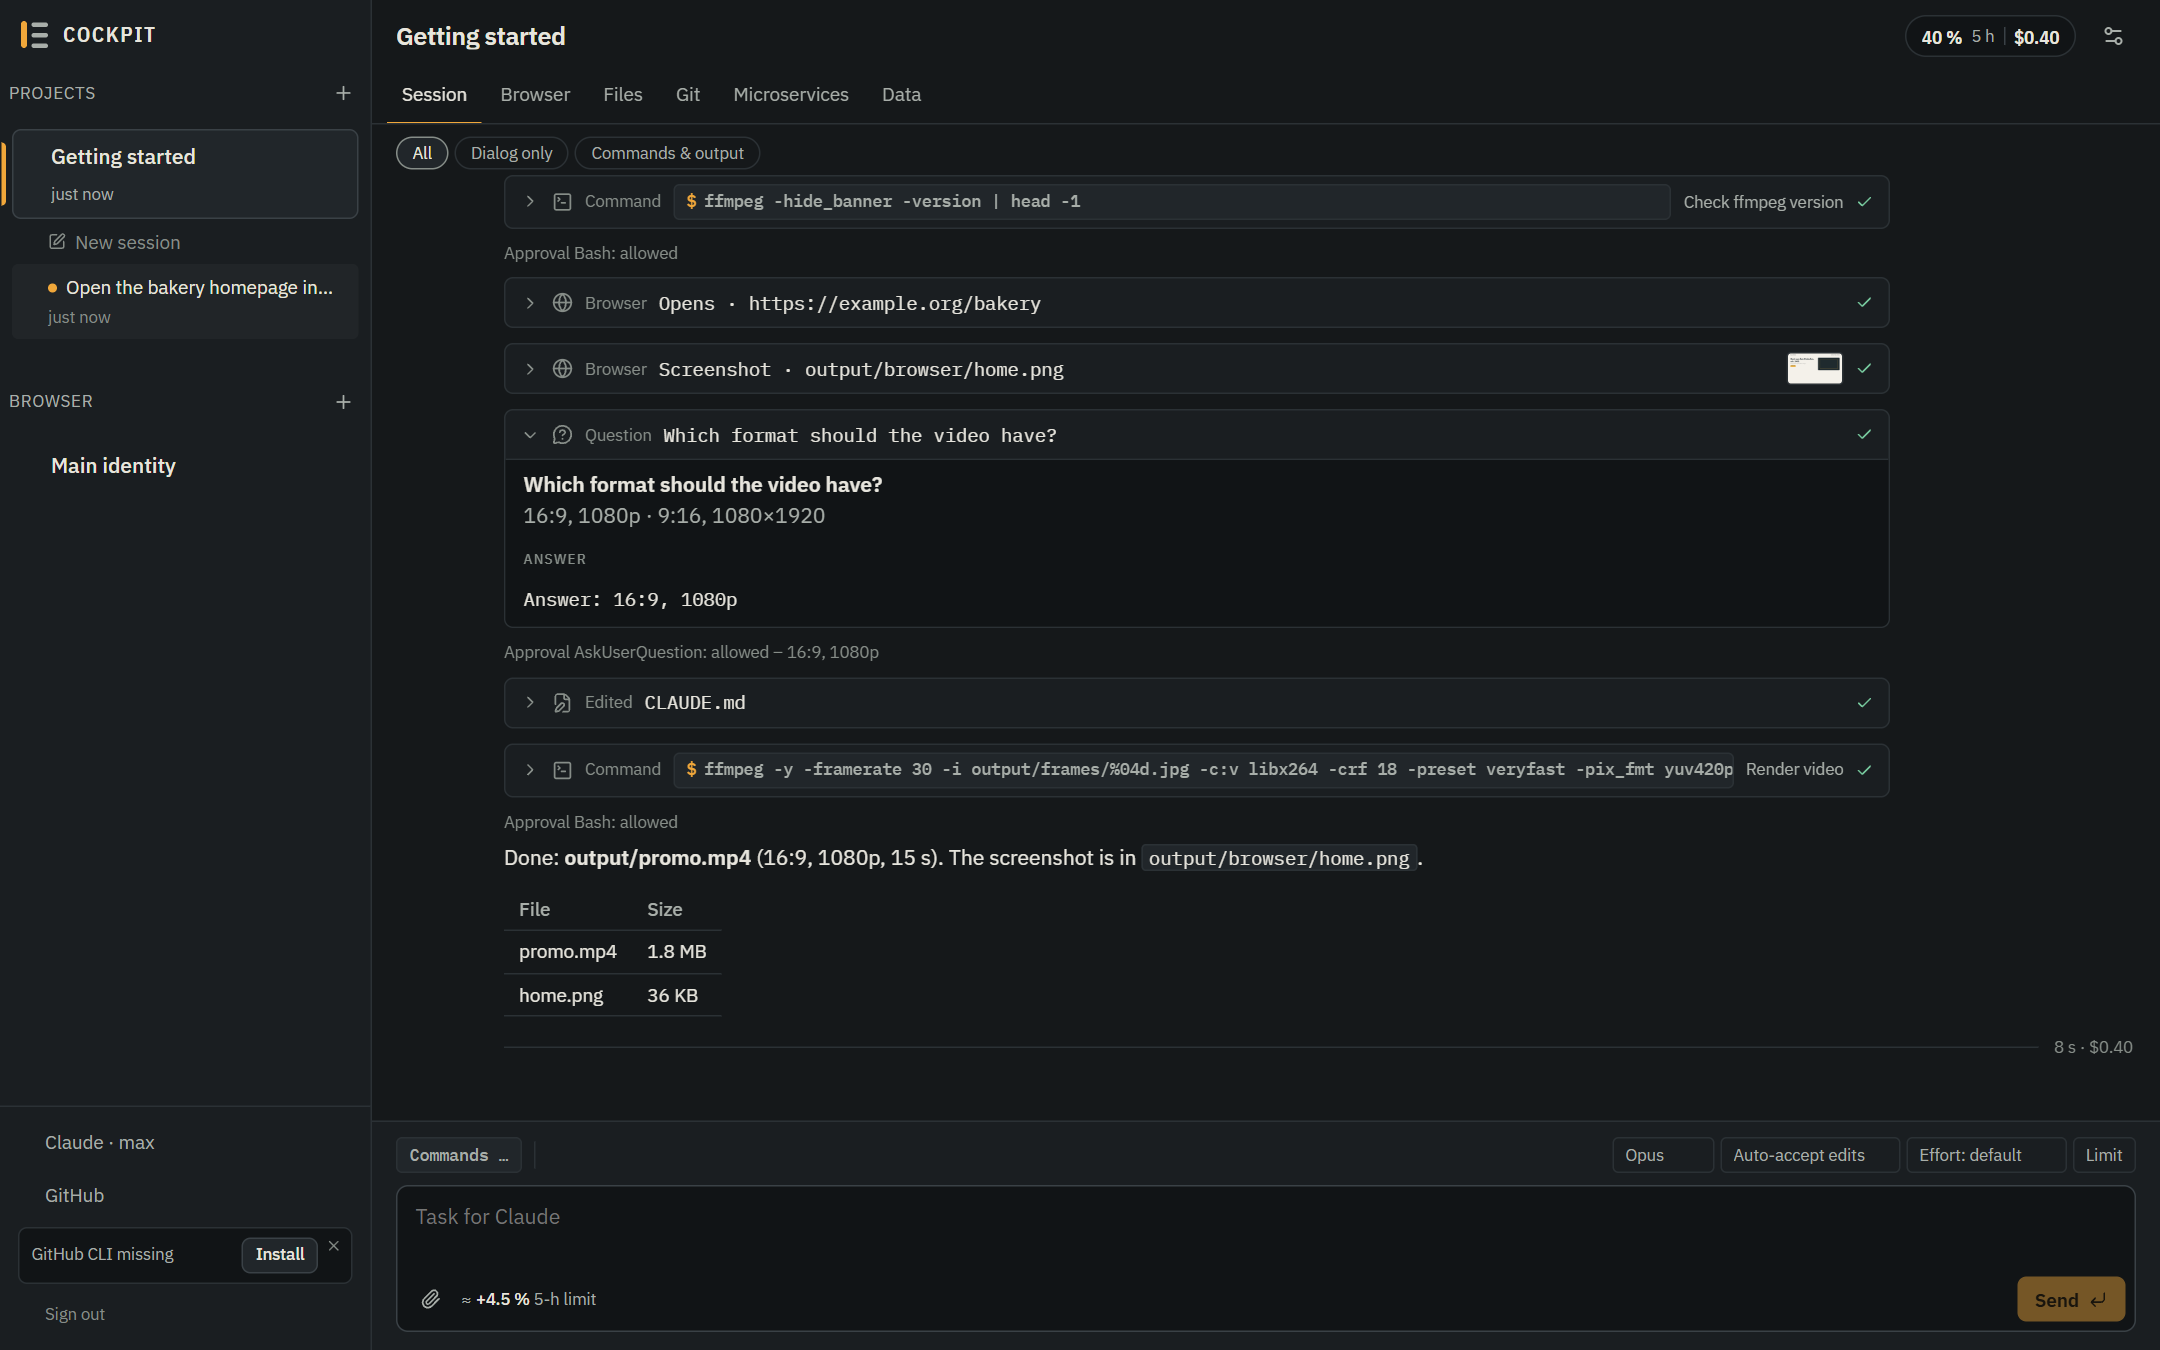 COCKPIT
PROJECTS
Getting started
just now
New session
Open the bakery homepage in...
just now
BROWSER
Main identity
Claude · max
GitHub
GitHub CLI missing
Install
Sign out
Getting started
40 % 5 h $0.40
Session Browser Files Git Microservices Data
All Dialog only Commands & output
Command $ ffmpeg -hide_banner -version | head -1 Check ffmpeg version
Approval Bash: allowed
Browser Opens · https://example.org/bakery
Browser Screenshot · output/browser/home.png
Question Which format should the video have?
Which format should the video have?
16:9, 1080p · 9:16, 1080×1920
ANSWER
Answer: 16:9, 1080p
Approval AskUserQuestion: allowed – 16:9, 1080p
Edited CLAUDE.md
Command $ ffmpeg -y -framerate 30 -i output/frames/%04d.jpg -c:v libx264 -crf 18 -preset veryfast -pix_fmt yuv420p Render video
Approval Bash: allowed
Done: output/promo.mp4 (16:9, 1080p, 15 s). The screenshot is in output/browser/home.png.
File Size
promo.mp4 1.8 MB
home.png 36 KB
8 s · $0.40
Commands …
Opus Auto-accept edits Effort: default Limit
Task for Claude
≈ +4.5 % 5-h limit
Send